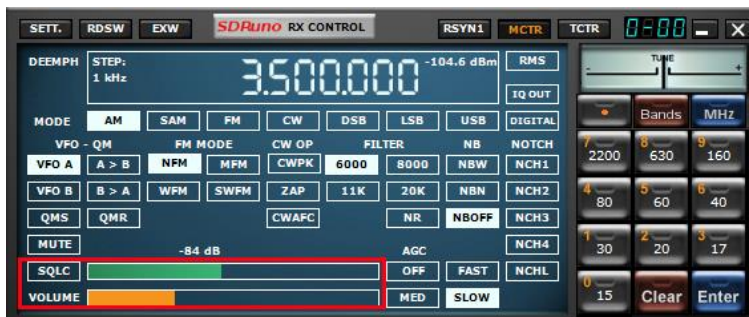 SETT. RDSW EXW SDRuno RX CONTROL RSYN1 MCTR TCTR 0-00 X
DEEMPH STEP: 3.500.000 -104.6 dBm RMS
1 kHz
IQ OUT
MODE AM SAM FM CW DSB LSB USB DIGITAL
VFO - QM FM MODE CW OP FILTER NB NOTCH
VFO A A > B NFM MFM CWPK 6000 8000 NBW NCH1
VFO B B > A WFM SWFM ZAP 11K 20K NBN NCH2
QMS QMR CWAFC NR NBOFF NCH3
MUTE -84 dB AGC NCH4
SQLC OFF FAST NCHL
VOLUME MED SLOW
- TUNE +
Bands MHz
7 2200 8 630 9 160
4 80 5 60 6 40
1 30 2 20 3 17
0 15 Clear Enter